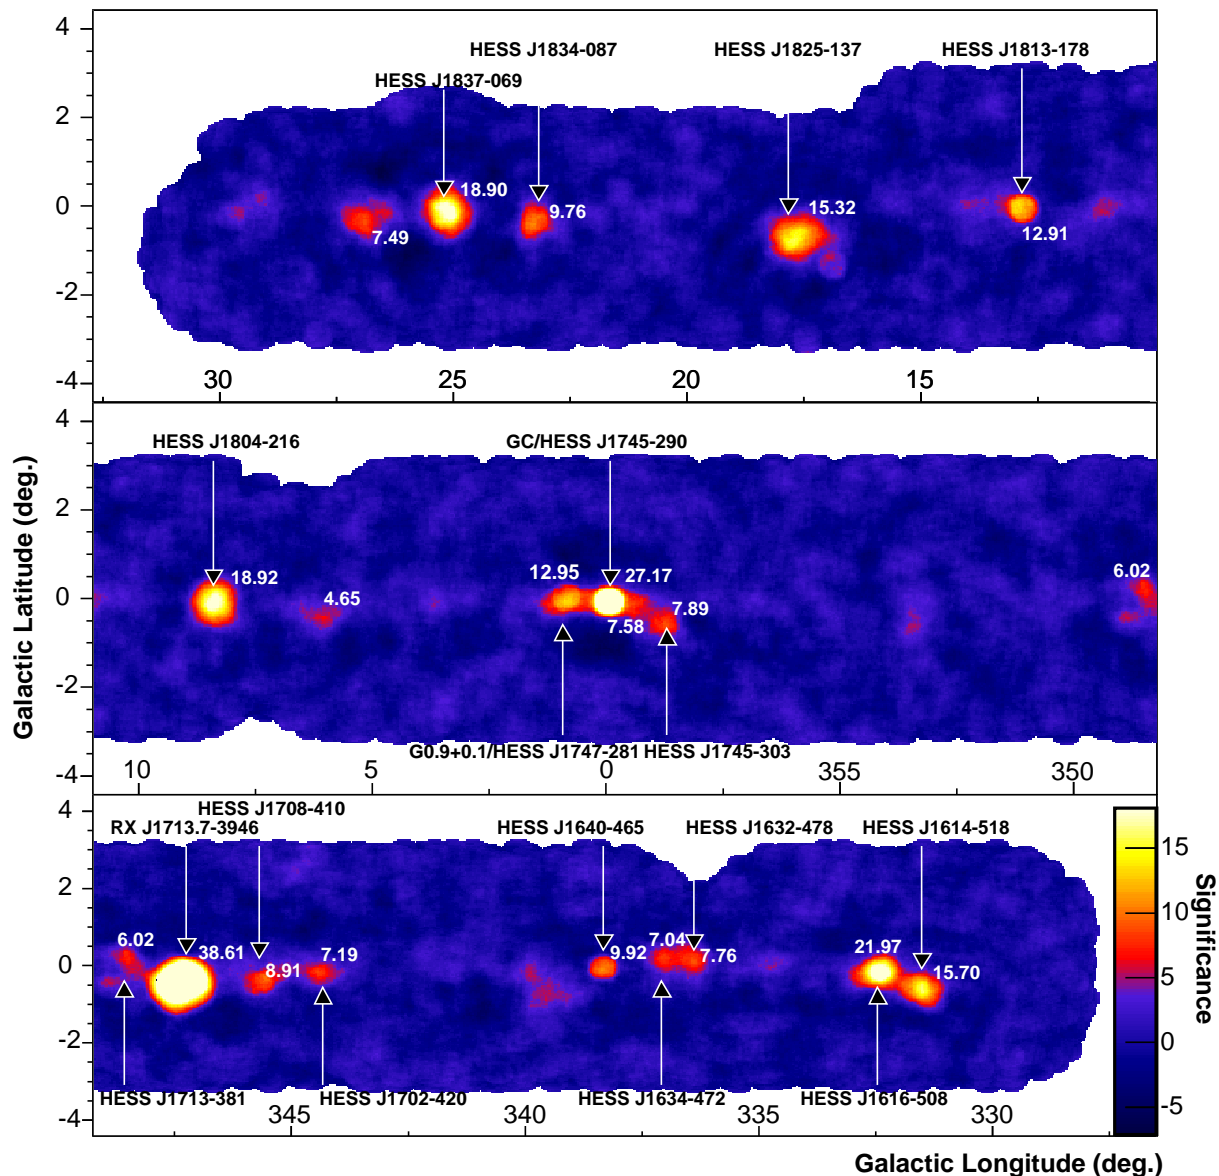 4
2
0
-2
-4
HESS J1834-087
HESS J1825-137
HESS J1813-178
HESS J1837-069
18.90
9.76
7.49
15.32
12.91
30
25
20
15
Galactic Latitude (deg.)
4
2
0
-2
-4
HESS J1804-216
GC/HESS J1745-290
18.92
4.65
12.95
27.17
7.58
7.89
6.02
G0.9+0.1/HESS J1747-281
HESS J1745-303
10
5
0
355
350
4
2
0
-2
-4
HESS J1708-410
RX J1713.7-3946
HESS J1640-465
HESS J1632-478
HESS J1614-518
6.02
38.61
8.91
7.19
9.92
7.04
7.76
21.97
15.70
HESS J1713-381
HESS J1702-420
HESS J1634-472
HESS J1616-508
345
340
335
330
15
10
5
0
-5
Significance
Galactic Longitude (deg.)